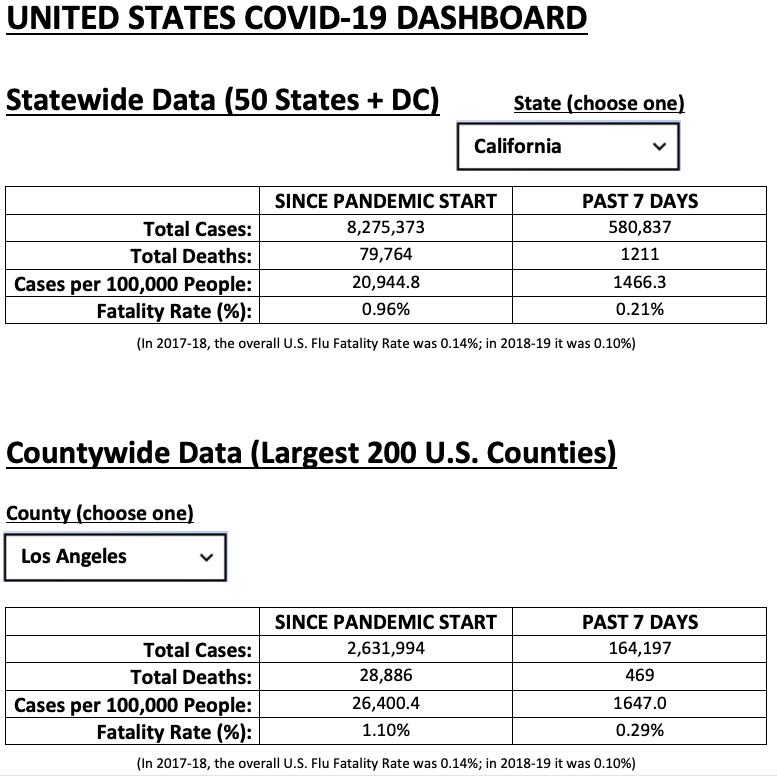 UNITED STATES COVID-19 DASHBOARD
Statewide Data (50 States + DC) State (choose one)
California
SINCE PANDEMIC START PAST 7 DAYS
Total Cases: 8,275,373 580,837
Total Deaths: 79,764 1211
Cases per 100,000 People: 20,944.8 1466.3
Fatality Rate (%): 0.96% 0.21%
(In 2017-18, the overall U.S. Flu Fatality Rate was 0.14%; in 2018-19 it was 0.10%)
Countywide Data (Largest 200 U.S. Counties)
County (choose one)
Los Angeles
SINCE PANDEMIC START PAST 7 DAYS
Total Cases: 2,631,994 164,197
Total Deaths: 28,886 469
Cases per 100,000 People: 26,400.4 1647.0
Fatality Rate (%): 1.10% 0.29%
(In 2017-18, the overall U.S. Flu Fatality Rate was 0.14%; in 2018-19 it was 0.10%)